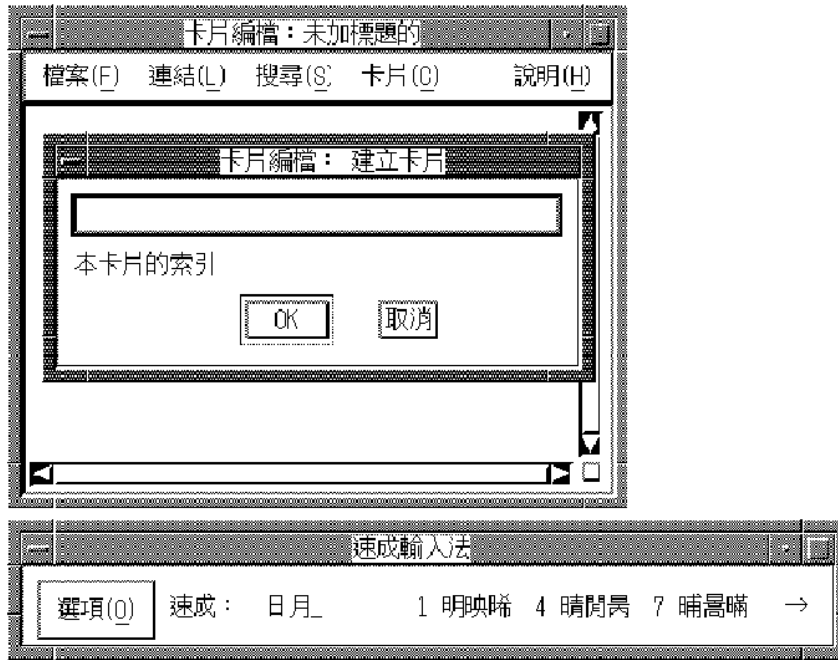 卡片編檔：未加標題的
檔案(F) 連結(L) 搜尋(S) 卡片(C) 說明(H)
卡片編檔： 建立卡片
本卡片的索引
OK 取消
速成輸入法
選項(O) 速成： 日月_ 1 明映晞 4 晴閒昺 7 晡暠暪 →